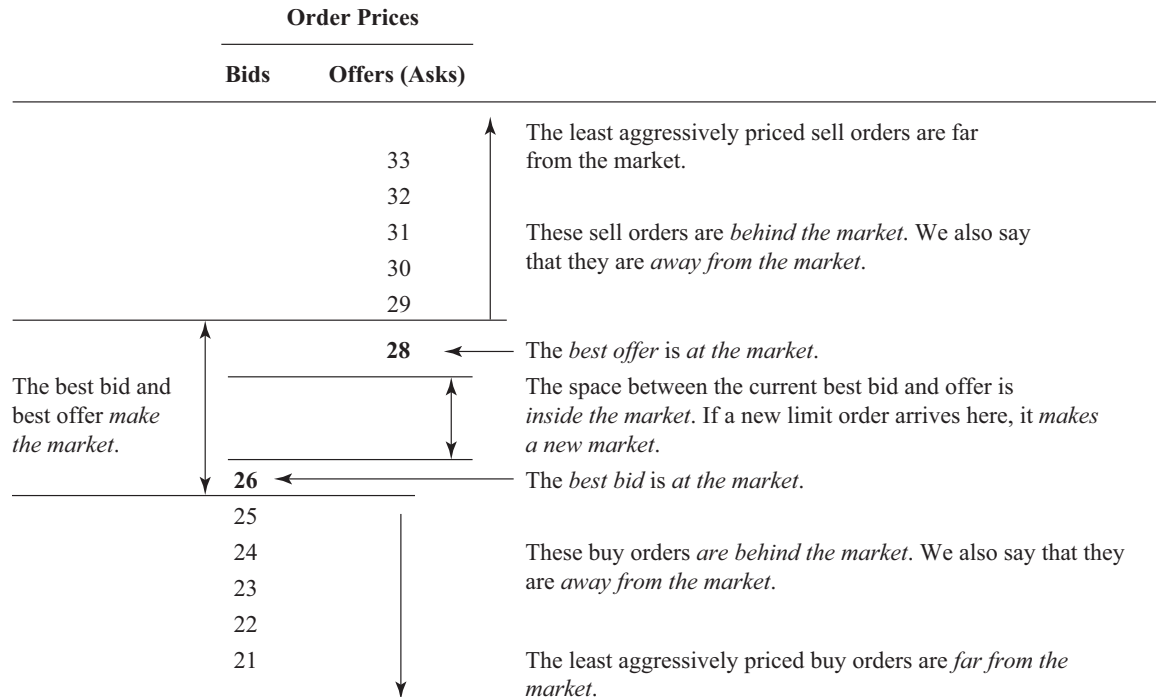 Order Prices
Bids Offers (Asks)
The least aggressively priced sell orders are far
from the market.
33
32
31
These sell orders are behind the market. We also say
that they are away from the market.
30
29
28
The best offer is at the market.
The best bid and
best offer make
the market.
The space between the current best bid and offer is
inside the market. If a new limit order arrives here, it makes
a new market.
26
The best bid is at the market.
25
24
These buy orders are behind the market. We also say that they
are away from the market.
23
22
21
The least aggressively priced buy orders are far from the
market.